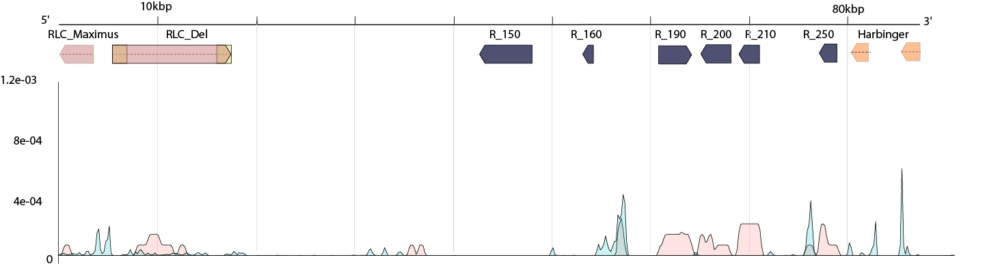 10kbp
80kbp
5'
3'
RLC_Maximus
RLC_Del
R_150
R_160
R_190
R_200
R_210
R_250
Harbinger
1.2e-03
8e-04
4e-04
0